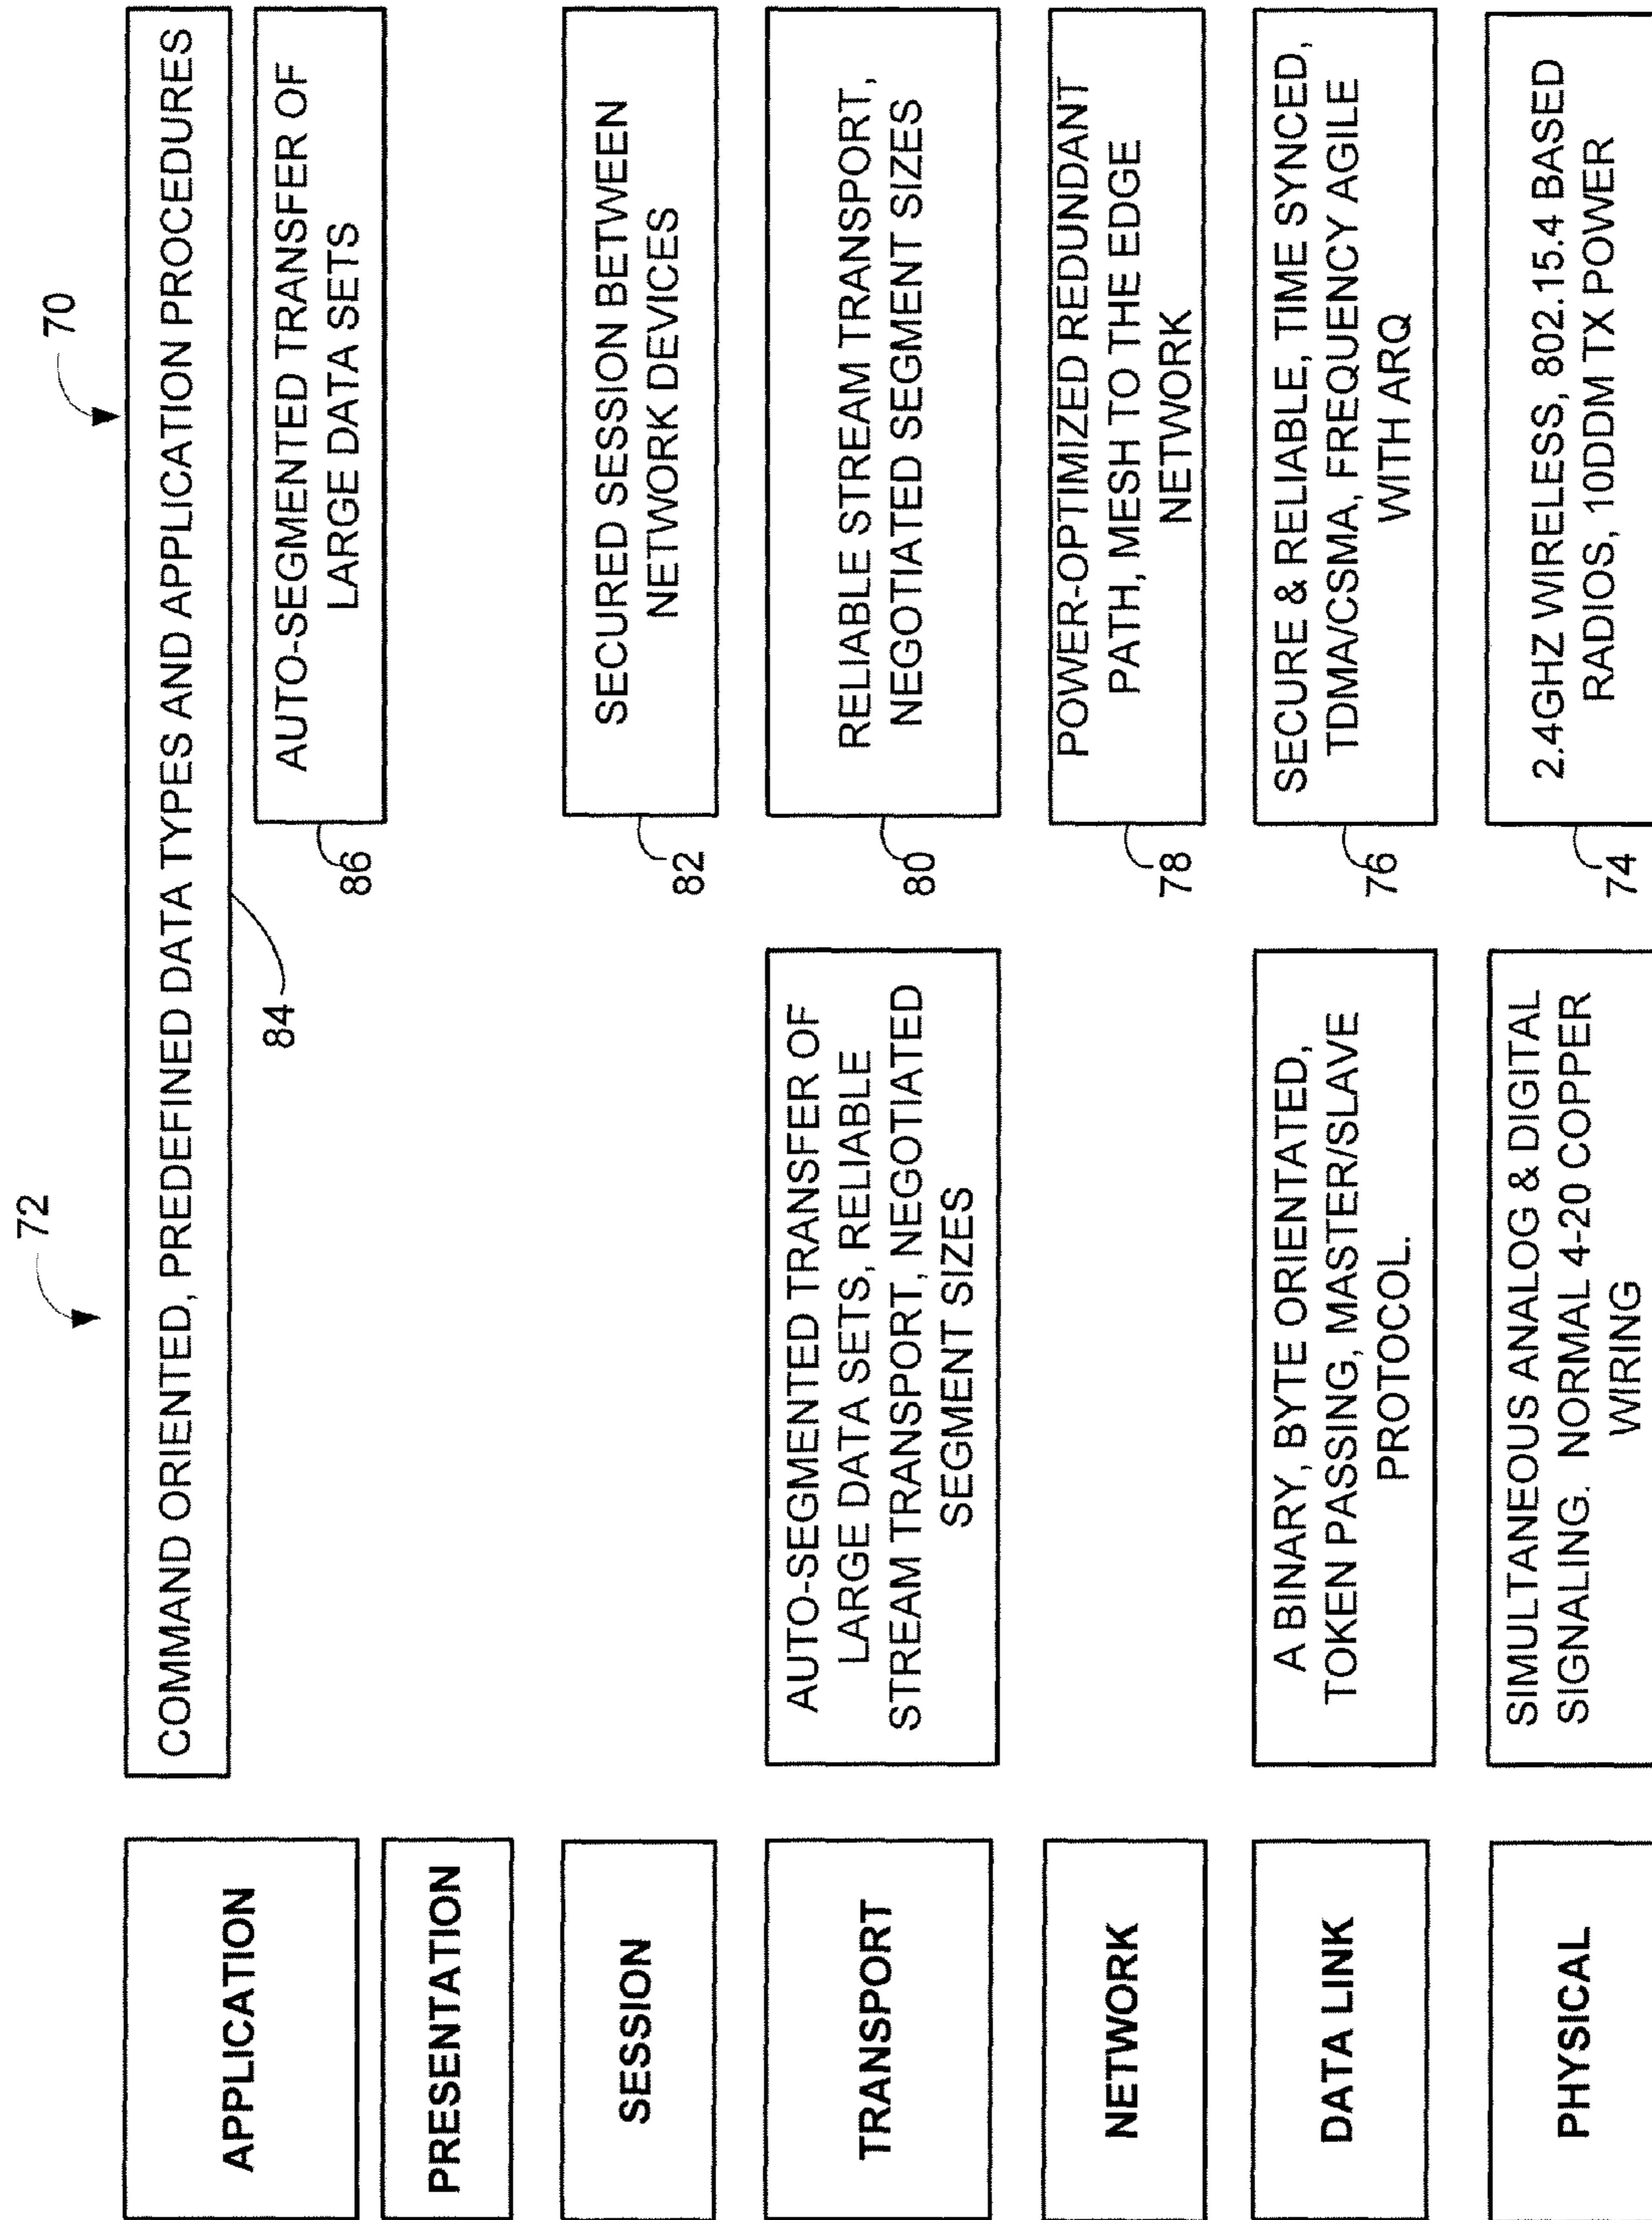 72
70
APPLICATION
COMMAND ORIENTED, PREDEFINED DATA TYPES AND APPLICATION PROCEDURES
84
AUTO-SEGMENTED TRANSFER OF
LARGE DATA SETS
86
PRESENTATION
SESSION
SECURED SESSION BETWEEN
NETWORK DEVICES
82
TRANSPORT
AUTO-SEGMENTED TRANSFER OF
LARGE DATA SETS, RELIABLE
STREAM TRANSPORT, NEGOTIATED
SEGMENT SIZES
RELIABLE STREAM TRANSPORT,
NEGOTIATED SEGMENT SIZES
80
NETWORK
POWER-OPTIMIZED REDUNDANT
PATH, MESH TO THE EDGE
NETWORK
78
DATA LINK
A BINARY, BYTE ORIENTATED,
TOKEN PASSING, MASTER/SLAVE
PROTOCOL.
SECURE & RELIABLE, TIME SYNCED,
TDMA/CSMA, FREQUENCY AGILE
WITH ARQ
76
PHYSICAL
SIMULTANEOUS ANALOG & DIGITAL
SIGNALING. NORMAL 4-20 COPPER
WIRING
2.4GHZ WIRELESS, 802.15.4 BASED
RADIOS, 10DDM TX POWER
74